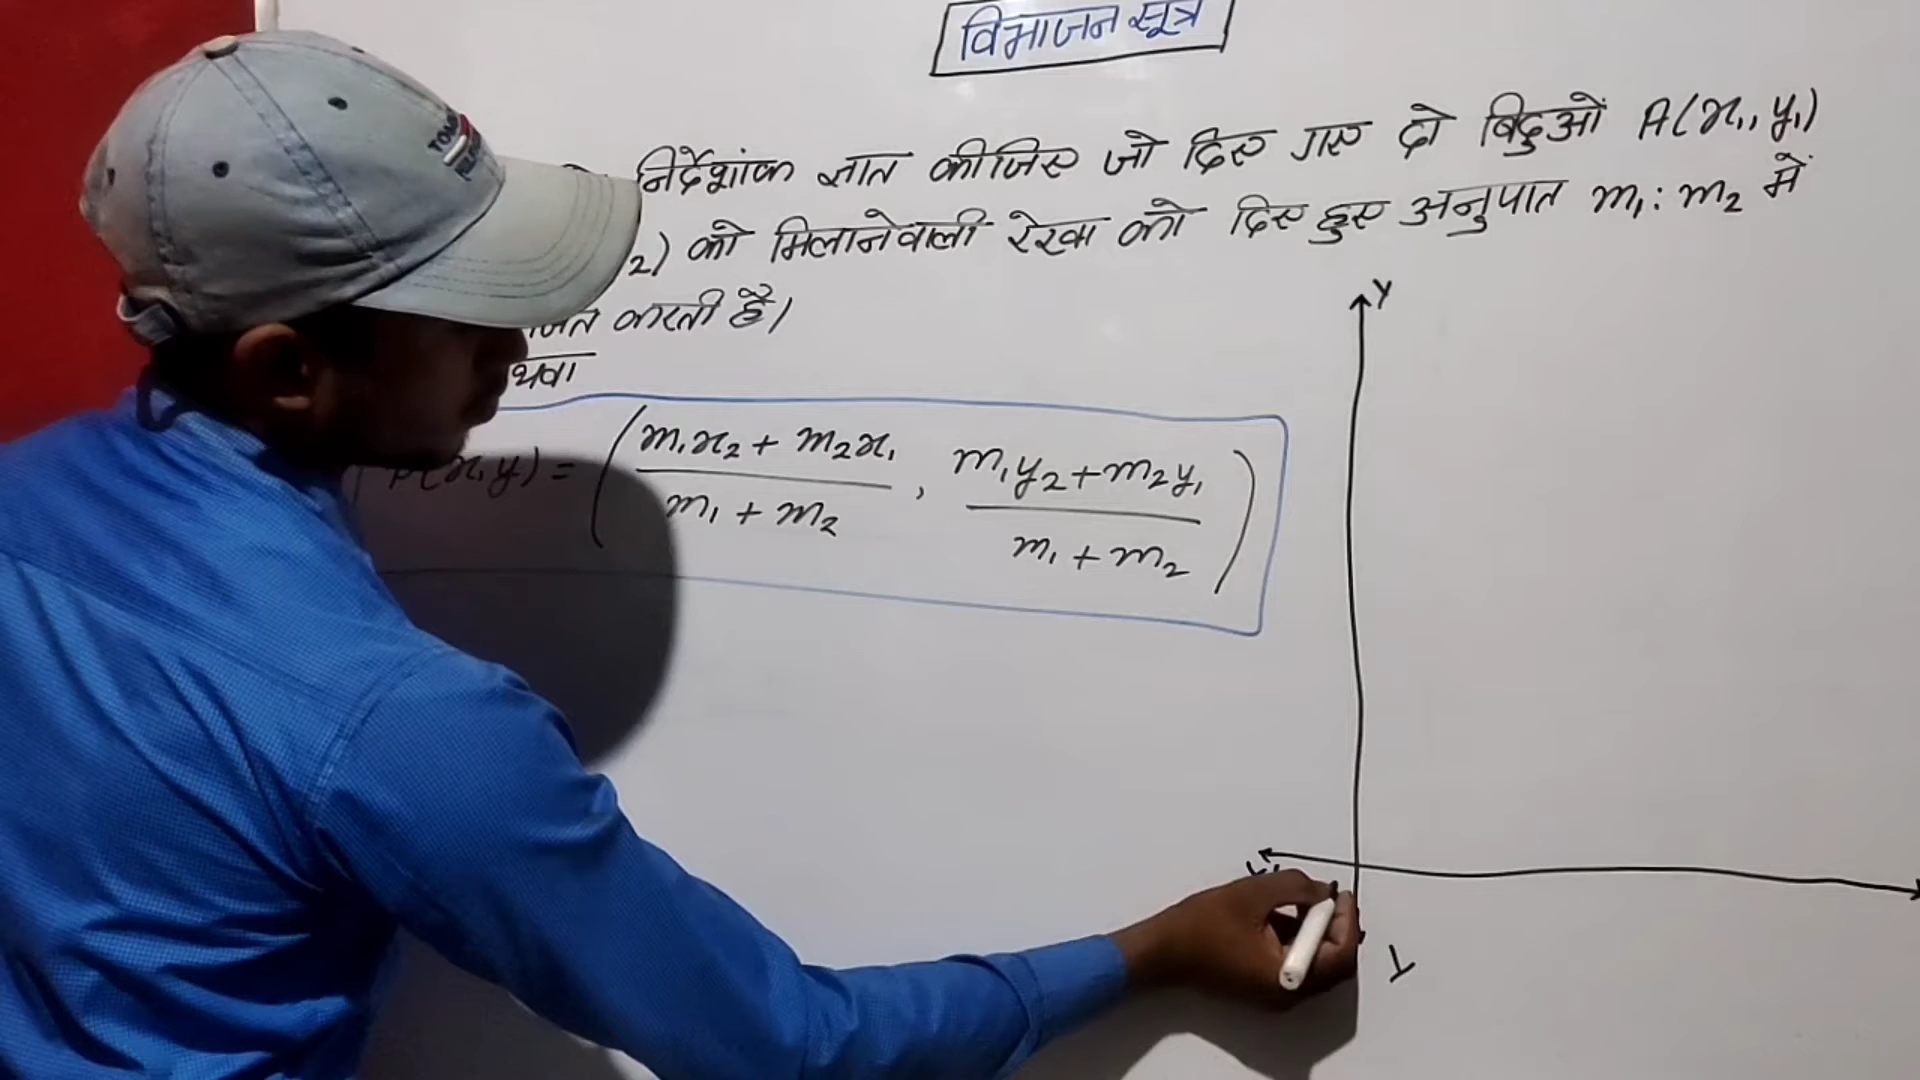 विभाजन सूत्र
निर्देशांक ज्ञात कीजिए जो दिए गए दो बिंदुओं A(x₁, y₁)
₂) को मिलानेवाली रेखा को दिए हुए अनुपात m₁ : m₂ में
करती है।
P(x,y) = ( m₁x₂ + m₂x₁ / m₁ + m₂ , m₁y₂ + m₂y₁ / m₁ + m₂ )
Y